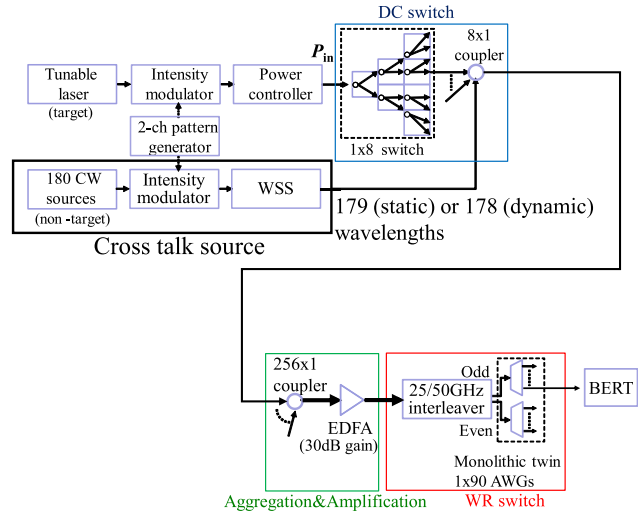 DC switch
8x1
coupler
Pin
Tunable
laser
(target)
Intensity
modulator
Power
controller
1x8 switch
2-ch pattern
generator
180 CW
sources
(non -target)
Intensity
modulator
WSS
Cross talk source
179 (static) or 178 (dynamic)
wavelengths
256x1
coupler
EDFA
(30dB gain)
Aggregation&Amplification
25/50GHz
interleaver
Odd
Even
Monolithic twin
1x90 AWGs
WR switch
BERT